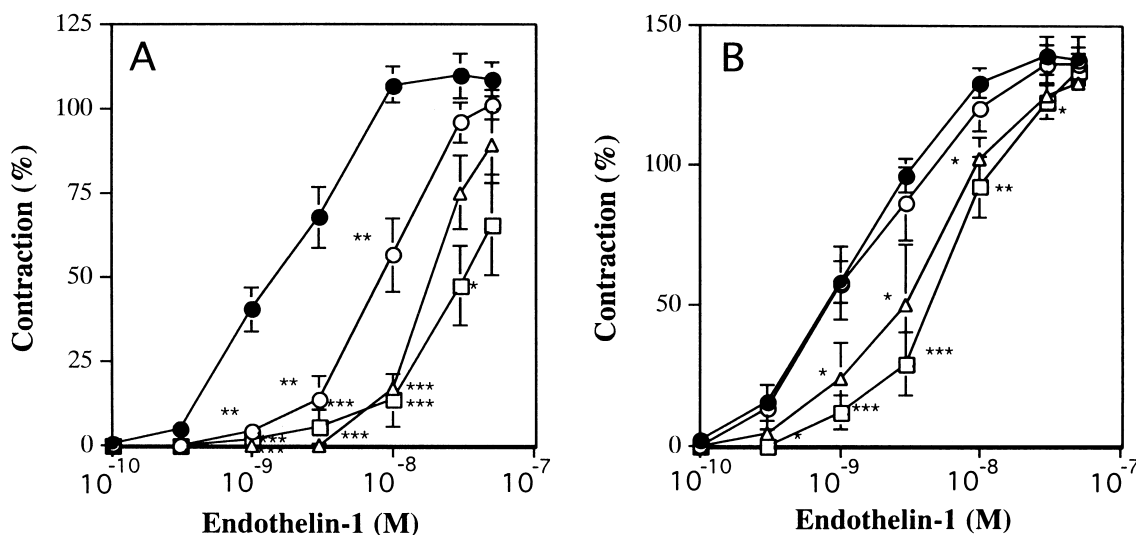 A
125
100
75
50
25
0
Contraction (%)
** ** **
*** *** *** *** *** ***
*
10-10 10-9 10-8 10-7
Endothelin-1 (M)
B
150
100
50
0
Contraction (%)
* * * * *
** *** ***
10-10 10-9 10-8 10-7
Endothelin-1 (M)